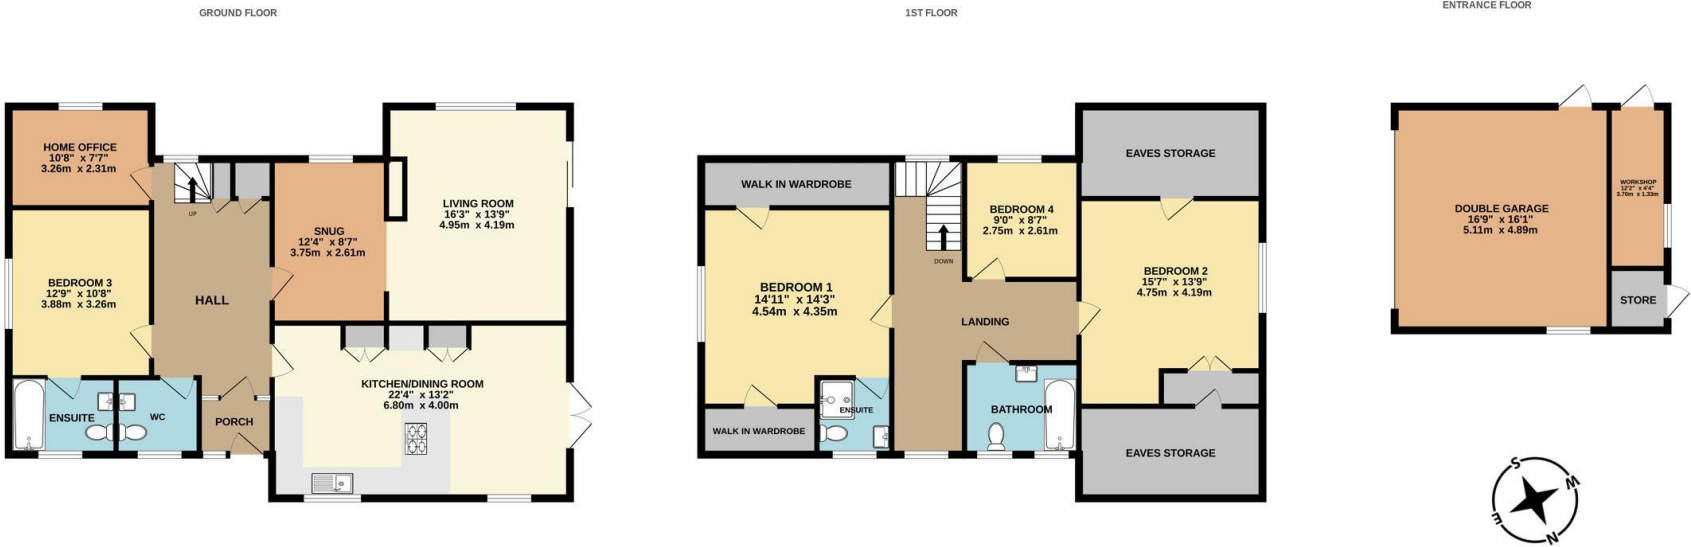 GROUND FLOOR
HOME OFFICE
10'8" x 7'7"
3.26m x 2.31m
UP
BEDROOM 3
12'9" x 10'8"
3.88m x 3.26m
HALL
SNUG
12'4" x 8'7"
3.75m x 2.61m
LIVING ROOM
16'3" x 13'9"
4.95m x 4.19m
KITCHEN/DINING ROOM
22'4" x 13'2"
6.80m x 4.00m
ENSUITE
WC
PORCH
1ST FLOOR
WALK IN WARDROBE
BEDROOM 1
14'11" x 14'3"
4.54m x 4.35m
WALK IN WARDROBE
ENSUITE
DOWN
BEDROOM 4
9'0" x 8'7"
2.75m x 2.61m
LANDING
BATHROOM
EAVES STORAGE
BEDROOM 2
15'7" x 13'9"
4.75m x 4.19m
EAVES STORAGE
ENTRANCE FLOOR
DOUBLE GARAGE
16'9" x 16'1"
5.11m x 4.89m
WORKSHOP
12'2" x 4'4"
3.70m x 1.33m
STORE
S
W
E
N